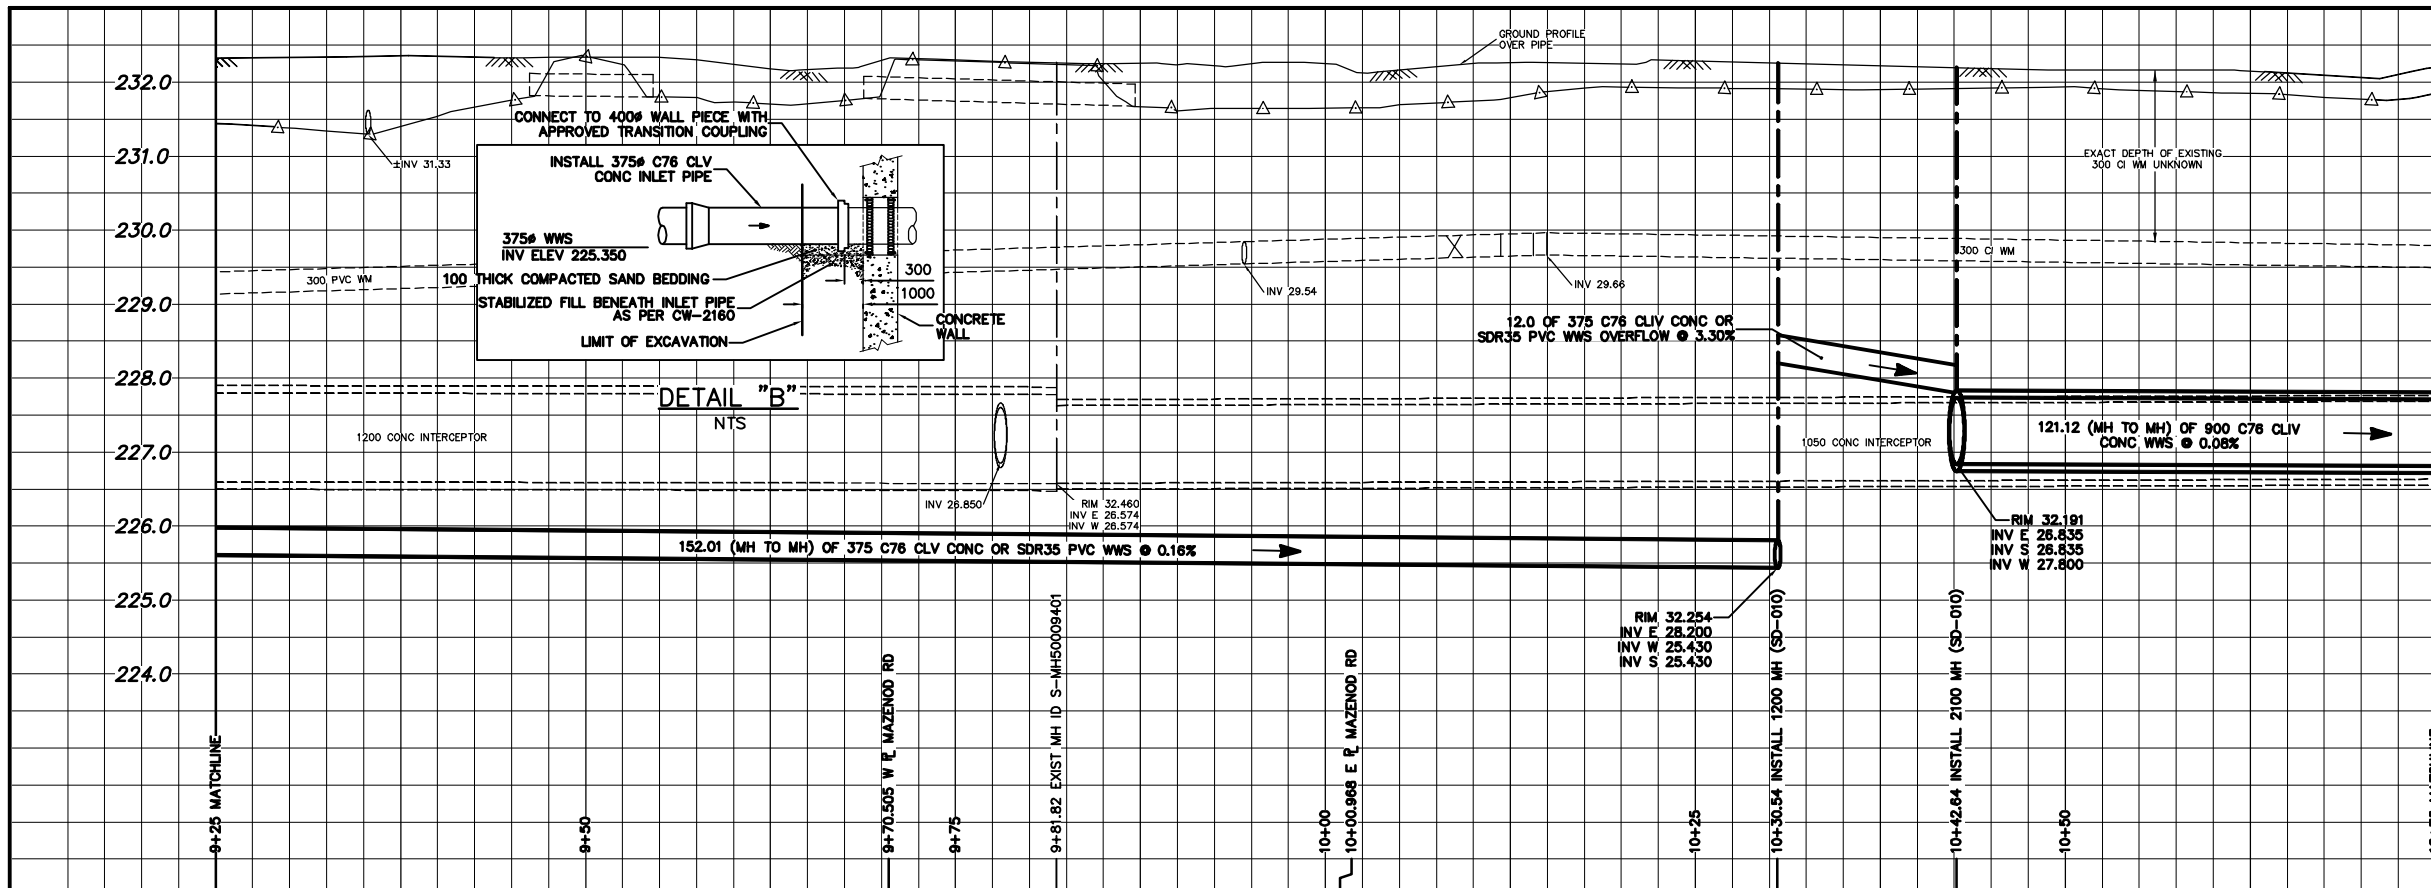 GROUND PROFILE
OVER PIPE
232.0
231.0
230.0
229.0
228.0
227.0
226.0
225.0
224.0
±INV 31.33
CONNECT TO 400ø WALL PIECE WITH
APPROVED TRANSITION COUPLING
INSTALL 375ø C76 CLV
CONC INLET PIPE
375ø WWS
INV ELEV 225.350
100 THICK COMPACTED SAND BEDDING
STABILIZED FILL BENEATH INLET PIPE
AS PER CW-2160
LIMIT OF EXCAVATION
300
1000
CONCRETE
WALL
DETAIL "B"
NTS
300 PVC WM
INV 29.54
INV 29.66
300 CI WM
EXACT DEPTH OF EXISTING
300 CI WM UNKNOWN
12.0 OF 375 C76 CLIV CONC OR
SDR35 PVC WWS OVERFLOW @ 3.30%
1200 CONC INTERCEPTOR
1050 CONC INTERCEPTOR
121.12 (MH TO MH) OF 900 C76 CLIV
CONC WWS @ 0.08%
INV 26.850
RIM 32.460
INV E 26.574
INV W 26.574
152.01 (MH TO MH) OF 375 C76 CLV CONC OR SDR35 PVC WWS @ 0.16%
RIM 32.191
INV E 26.835
INV S 26.835
INV W 27.800
RIM 32.254
INV E 28.200
INV W 25.430
INV S 25.430
9+25 MATCHLINE
9+50
9+70.505 W PL MAZENOD RD
9+75
9+81.82 EXIST MH ID S-MH50009401
10+00
10+00.968 E PL MAZENOD RD
10+25
10+30.54 INSTALL 1200 MH (SD-010)
10+42.64 INSTALL 2100 MH (SD-010)
10+50